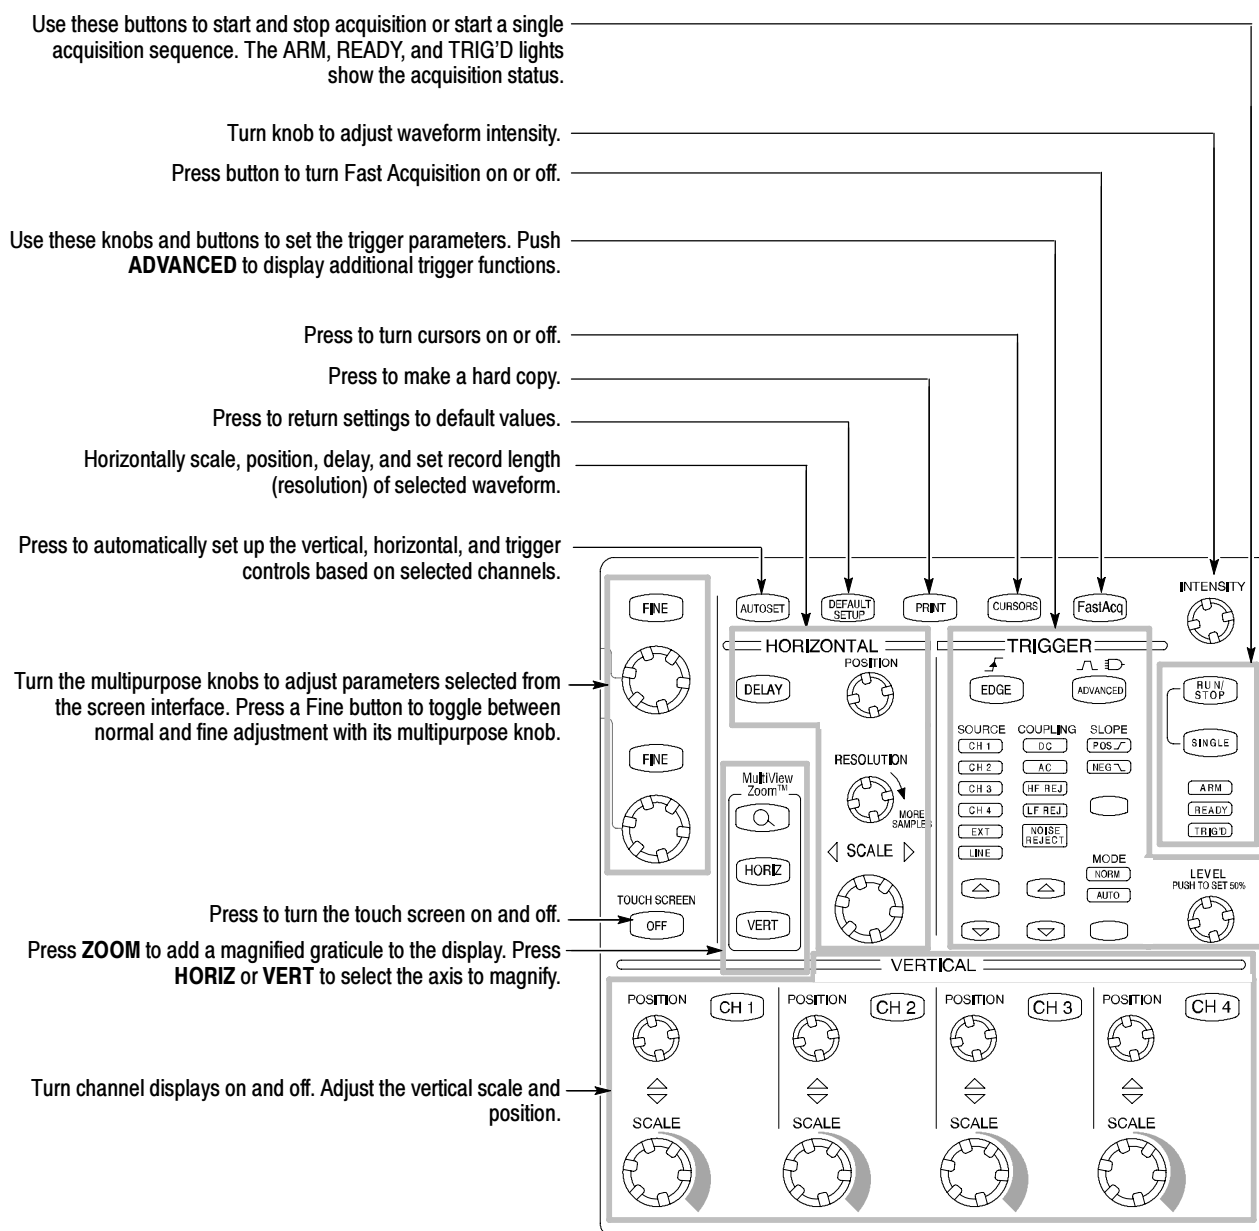 Use these buttons to start and stop acquisition or start a single
acquisition sequence. The ARM, READY, and TRIG'D lights
show the acquisition status.
Turn knob to adjust waveform intensity.
Press button to turn Fast Acquisition on or off.
Use these knobs and buttons to set the trigger parameters. Push
ADVANCED to display additional trigger functions.
Press to turn cursors on or off.
Press to make a hard copy.
Press to return settings to default values.
Horizontally scale, position, delay, and set record length
(resolution) of selected waveform.
Press to automatically set up the vertical, horizontal, and trigger
controls based on selected channels.
Turn the multipurpose knobs to adjust parameters selected from
the screen interface. Press a Fine button to toggle between
normal and fine adjustment with its multipurpose knob.
Press to turn the touch screen on and off.
Press ZOOM to add a magnified graticule to the display. Press
HORIZ or VERT to select the axis to magnify.
Turn channel displays on and off. Adjust the vertical scale and
position.
FINE
FINE
TOUCH SCREEN
OFF
AUTOSET
DEFAULT
SETUP
PRINT
CURSORS
FastAcq
INTENSITY
HORIZONTAL
POSITION
DELAY
RESOLUTION
MORE
SAMPLES
SCALE
MultiView
Zoom™
HORIZ
VERT
TRIGGER
EDGE
ADVANCED
SOURCE
CH 1
CH 2
CH 3
CH 4
EXT
LINE
COUPLING
DC
AC
HF REJ
LF REJ
NOISE
REJECT
SLOPE
POS
NEG
MODE
NORM
AUTO
RUN/
STOP
SINGLE
ARM
READY
TRIG'D
LEVEL
PUSH TO SET 50%
VERTICAL
POSITION
CH 1
POSITION
CH 2
POSITION
CH 3
POSITION
CH 4
SCALE
SCALE
SCALE
SCALE